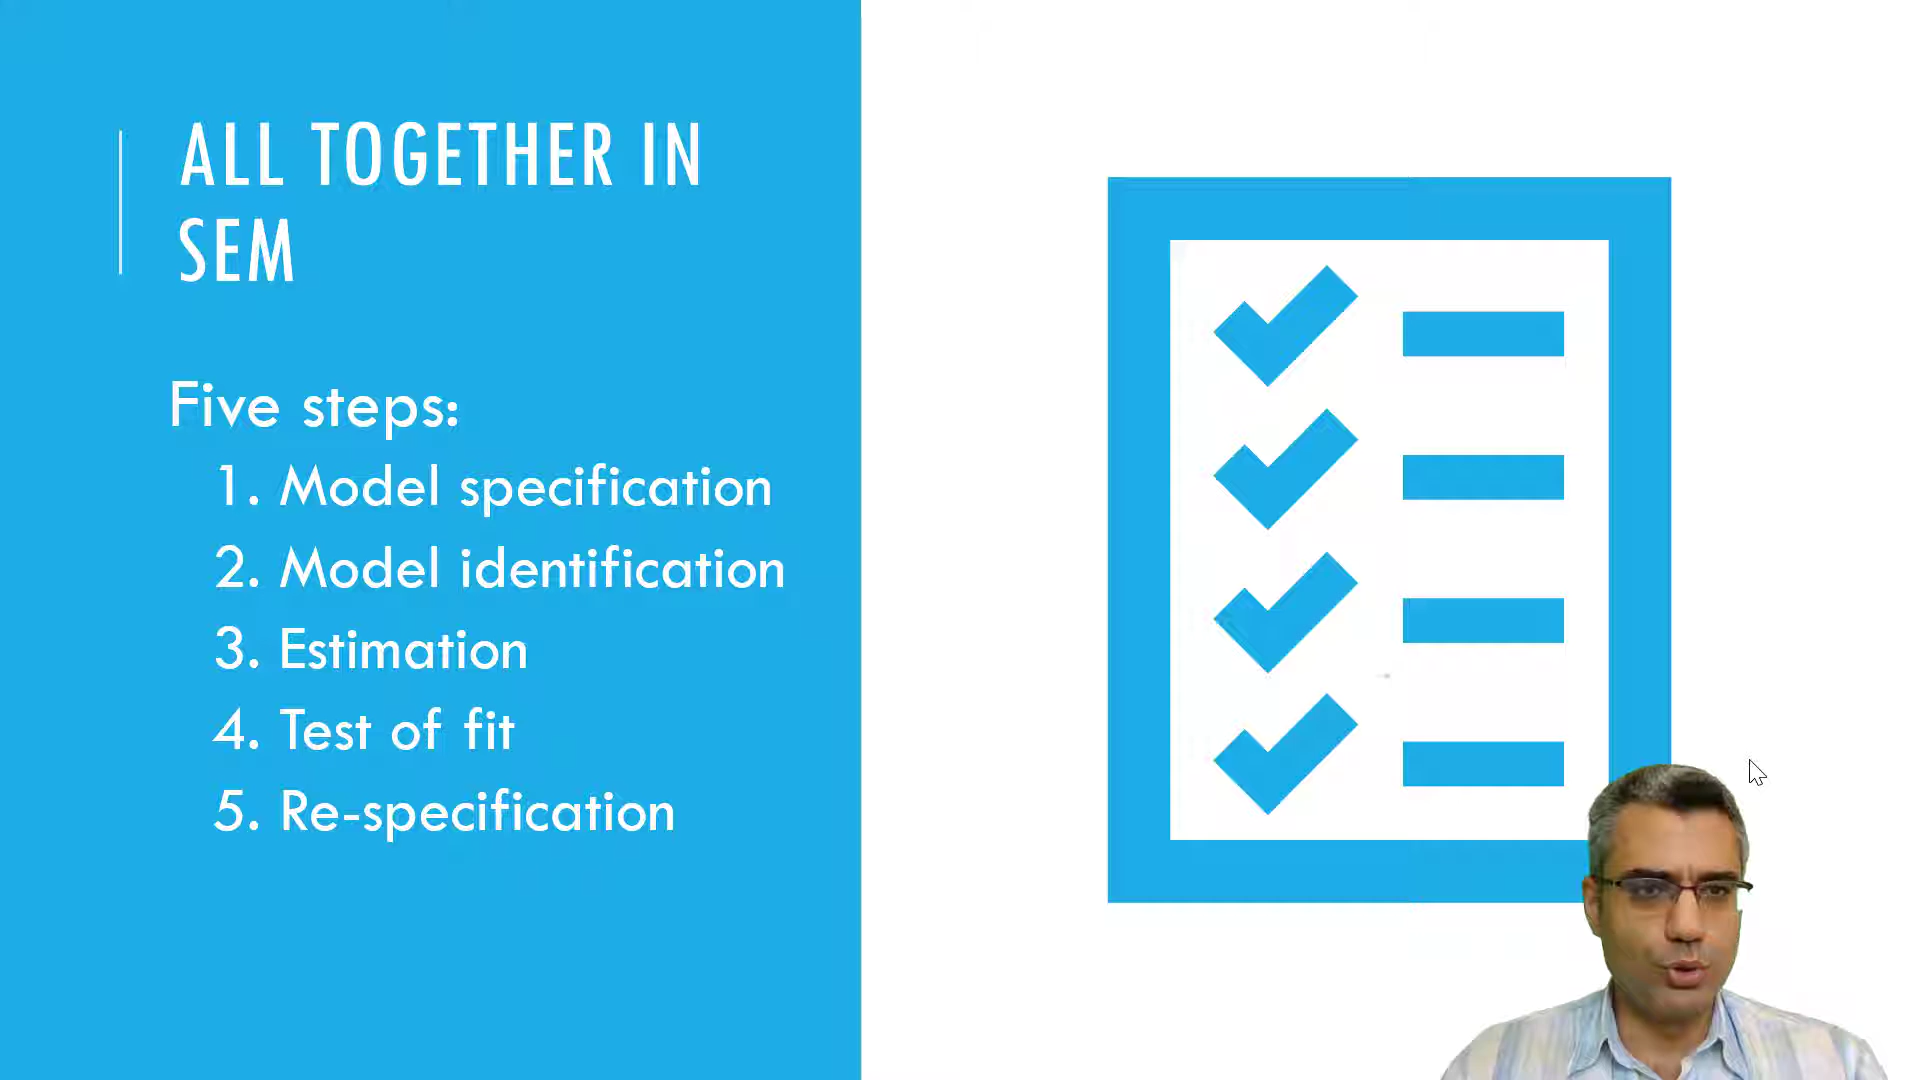 ALL TOGETHER IN
SEM
Five steps:
1. Model specification
2. Model identification
3. Estimation
4. Test of fit
5. Re-specification